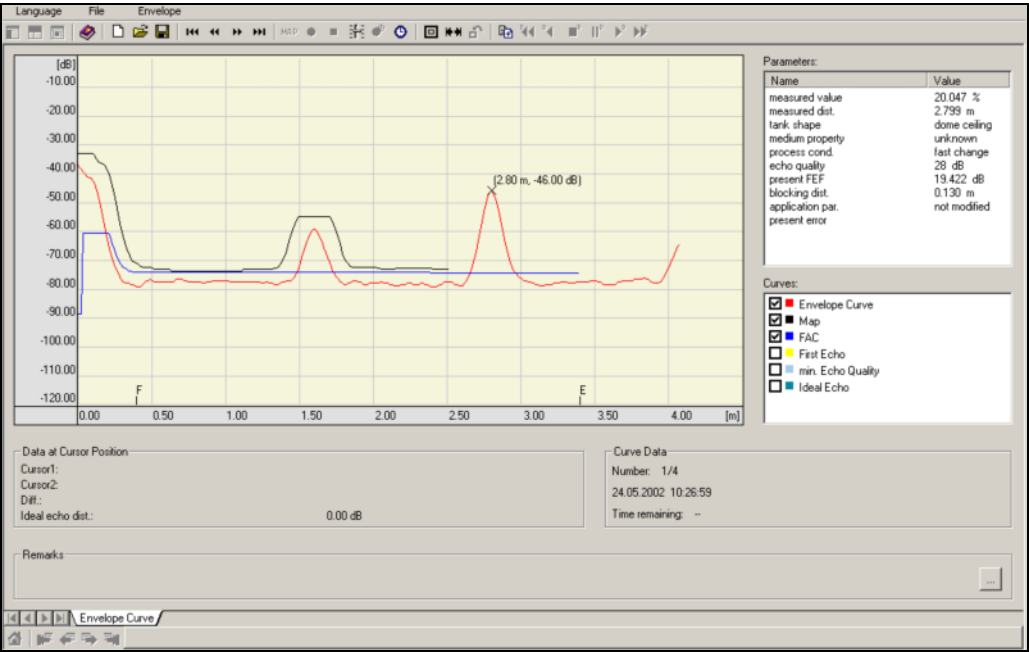 Language File Envelope
MAP
[dB]
-10.00
-20.00
-30.00
-40.00
-50.00
-60.00
-70.00
-80.00
-90.00
-100.00
-110.00
-120.00
(2.80 m, -46.00 dB)
F
E
0.00 0.50 1.00 1.50 2.00 2.50 3.00 3.50 4.00 [m]
Parameters:
Name Value
measured value 20.047 %
measured dist. 2.799 m
tank shape dome ceiling
medium property unknown
process cond. fast change
echo quality 28 dB
present FEF 19.422 dB
blocking dist. 0.130 m
application par. not modified
present error
Curves:
Envelope Curve
Map
FAC
First Echo
min. Echo Quality
Ideal Echo
Data at Cursor Position
Cursor1:
Cursor2:
Diff.:
Ideal echo dist.: 0.00 dB
Curve Data
Number: 1/4
24.05.2002 10:26:59
Time remaining: --
Remarks
...
Envelope Curve